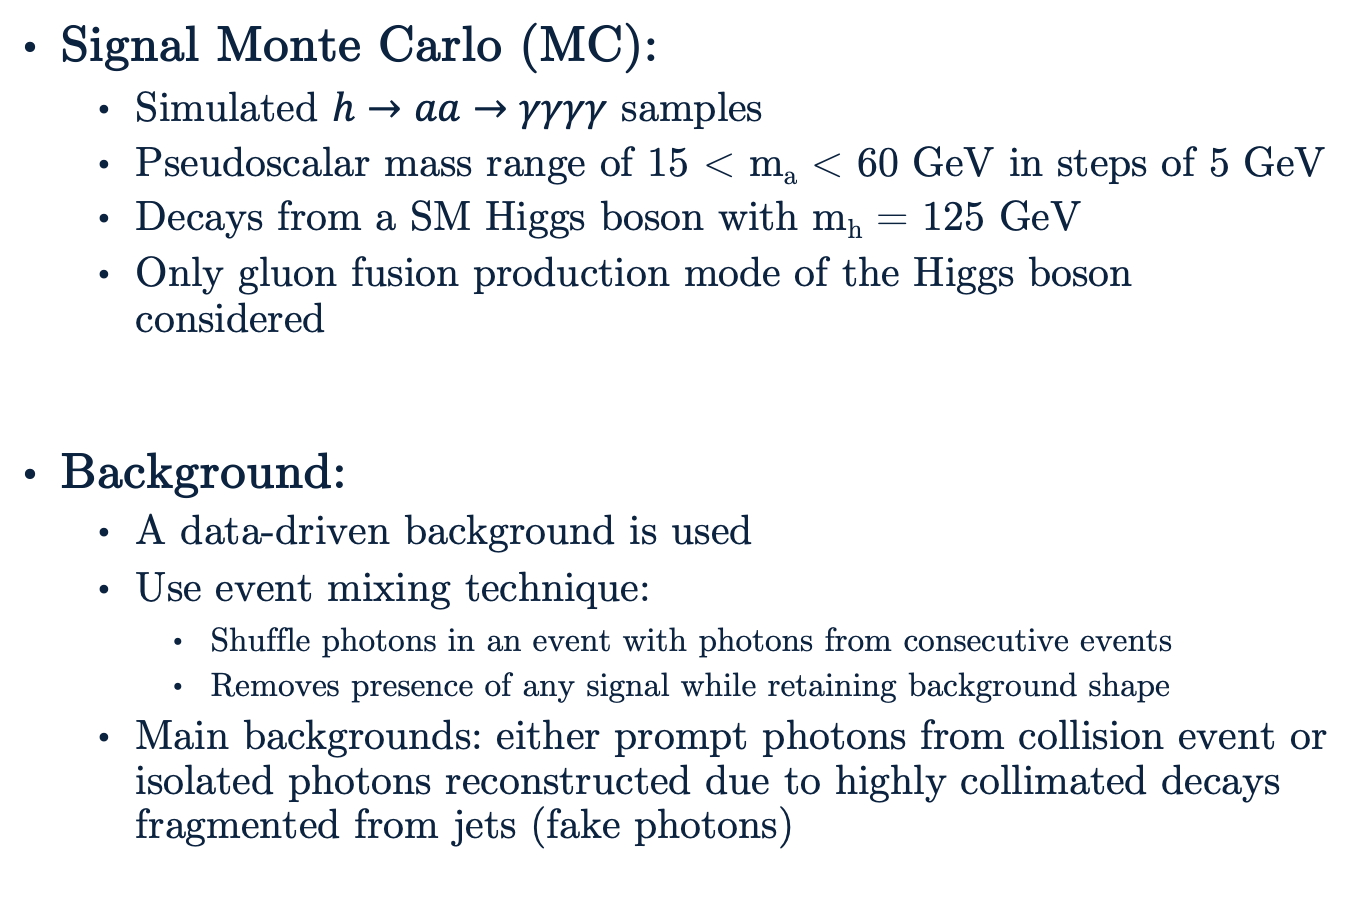 • Signal Monte Carlo (MC):
• Simulated h → aa → γγγγ samples
• Pseudoscalar mass range of 15 < mₐ < 60 GeV in steps of 5 GeV
• Decays from a SM Higgs boson with mₕ = 125 GeV
• Only gluon fusion production mode of the Higgs boson
considered
• Background:
• A data-driven background is used
• Use event mixing technique:
• Shuffle photons in an event with photons from consecutive events
• Removes presence of any signal while retaining background shape
• Main backgrounds: either prompt photons from collision event or
isolated photons reconstructed due to highly collimated decays
fragmented from jets (fake photons)